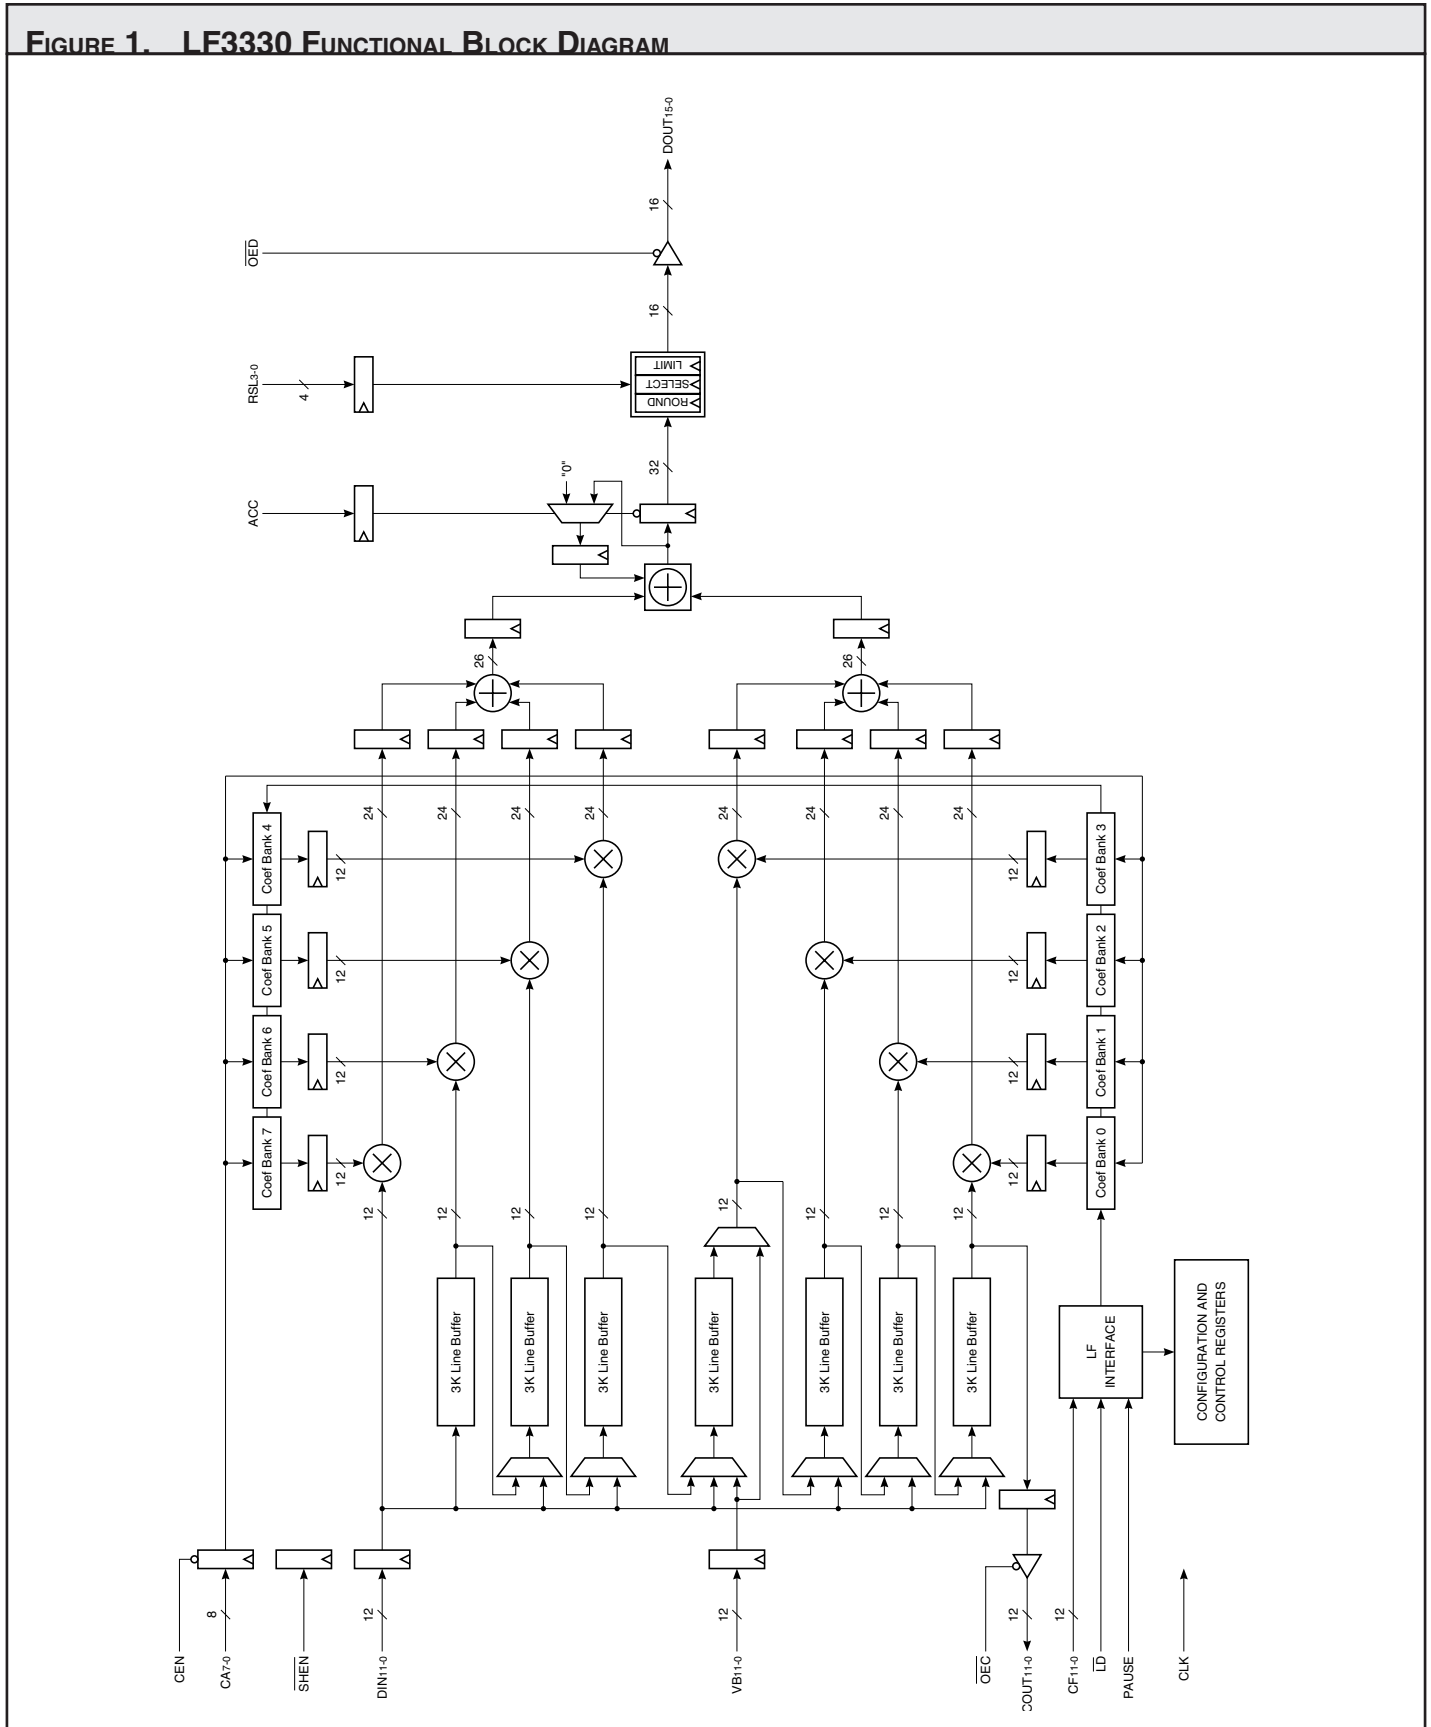 FIGURE 1. LF3330 FUNCTIONAL BLOCK DIAGRAM
DOUT15-0
16
OED
16
RSL3-0
4
LIMIT
SELECT
ROUND
32
"0"
ACC
26
26
24
24
24
24
24
24
24
24
Coef Bank 4
12
12
Coef Bank 3
Coef Bank 5
12
12
Coef Bank 2
Coef Bank 6
12
12
Coef Bank 1
Coef Bank 7
12
12
Coef Bank 0
12
12
12
12
12
12
12
12
3K Line Buffer
3K Line Buffer
3K Line Buffer
3K Line Buffer
3K Line Buffer
3K Line Buffer
3K Line Buffer
LF
INTERFACE
CONFIGURATION AND
CONTROL REGISTERS
8
12
12
12
12
CEN
CA7-0
SHEN
DIN11-0
VB11-0
OEC
COUT11-0
CF11-0
LD
PAUSE
CLK